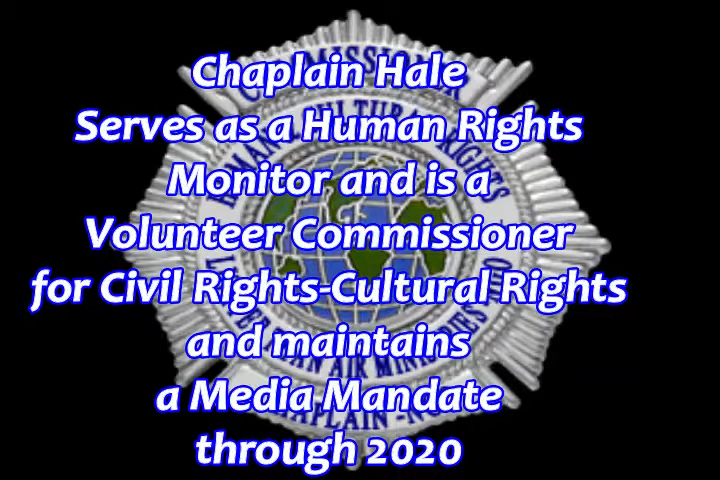 Chaplain Hale
Serves as a Human Rights
Monitor and is a
Volunteer Commissioner
for Civil Rights-Cultural Rights
and maintains
a Media Mandate
through 2020